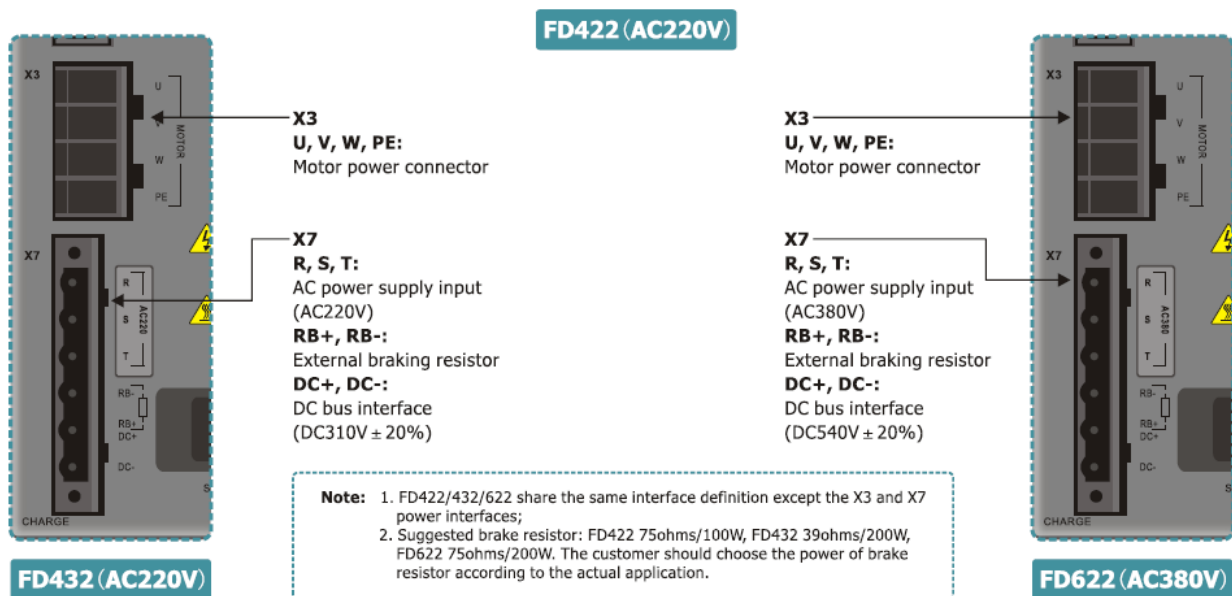 FD422(AC220V)
X3
U
V
W
PE
MOTOR
X7
R
S
T
AC220
RB-
RB+
DC+
DC-
CHARGE
FD432(AC220V)
X3
U, V, W, PE:
Motor power connector
X7
R, S, T:
AC power supply input
(AC220V)
RB+, RB-:
External braking resistor
DC+, DC-:
DC bus interface
(DC310V ± 20%)
X3
U, V, W, PE:
Motor power connector
X7
R, S, T:
AC power supply input
(AC380V)
RB+, RB-:
External braking resistor
DC+, DC-:
DC bus interface
(DC540V ± 20%)
X3
U
V
W
PE
MOTOR
X7
R
S
T
AC380
RB-
RB+
DC+
DC-
CHARGE
FD622(AC380V)
Note: 1. FD422/432/622 share the same interface definition except the X3 and X7
power interfaces;
2. Suggested brake resistor: FD422 75ohms/100W, FD432 39ohms/200W,
FD622 75ohms/200W. The customer should choose the power of brake
resistor according to the actual application.